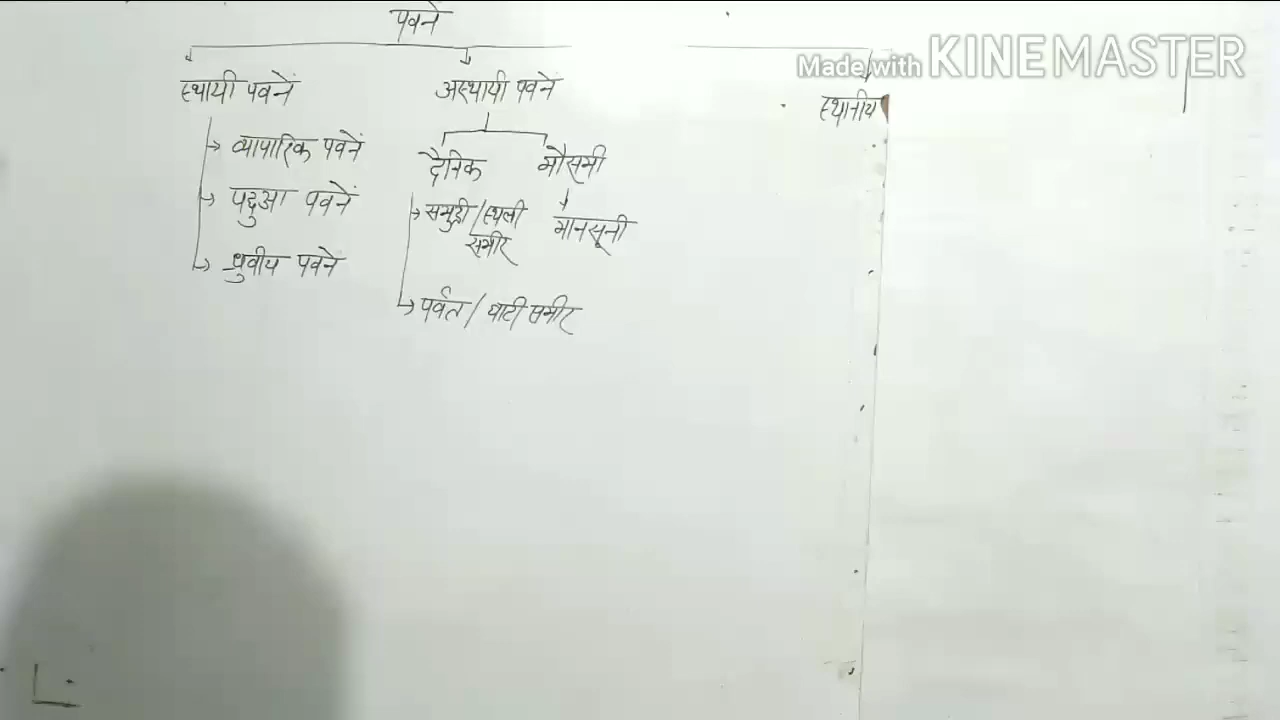 पवने
Made with KINEMASTER
स्थायी पवनें
अस्थायी पवनें
स्थानीय
व्यापारिक पवनें
पछुआ पवनें
ध्रुवीय पवनें
दैनिक
मौसमी
समुद्री / स्थली
समीर
मानसूनी
पर्वत / घाटी समीर